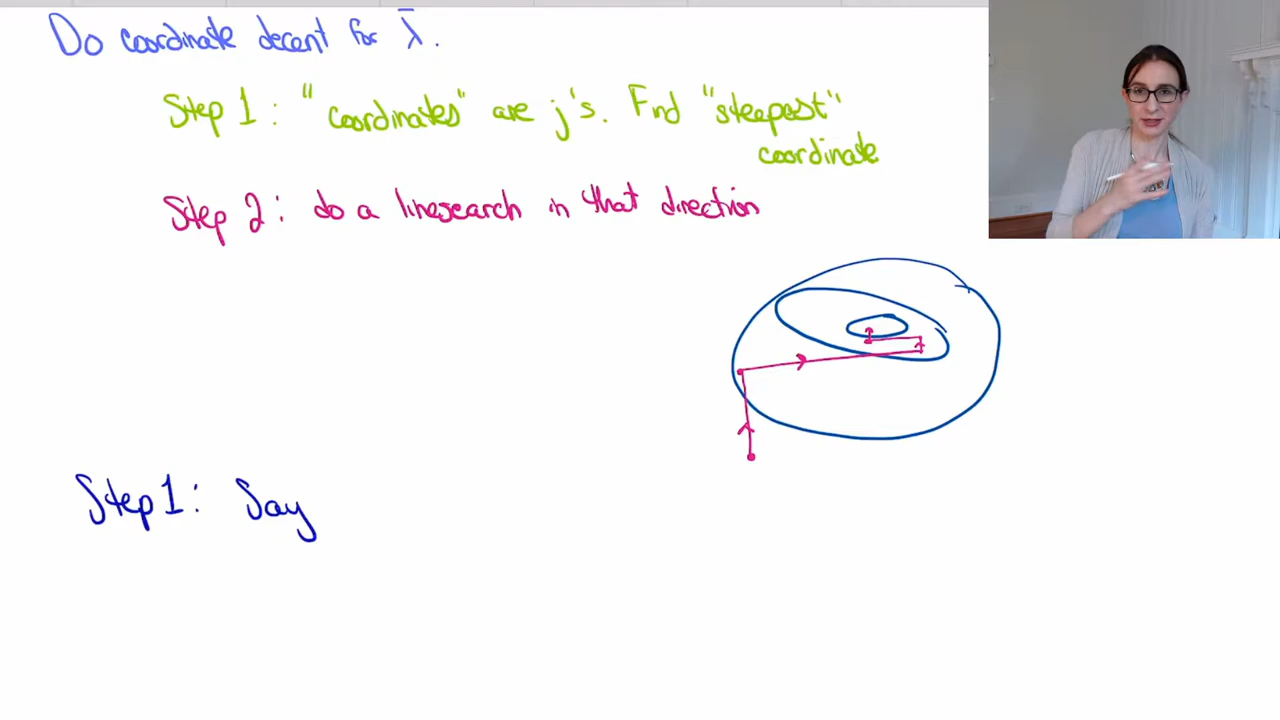 Do coordinate decent for λ̄.
Step 1: "coordinates" are j's. Find "steepest"
coordinate
Step 2: do a linesearch in that direction
Step 1: Say